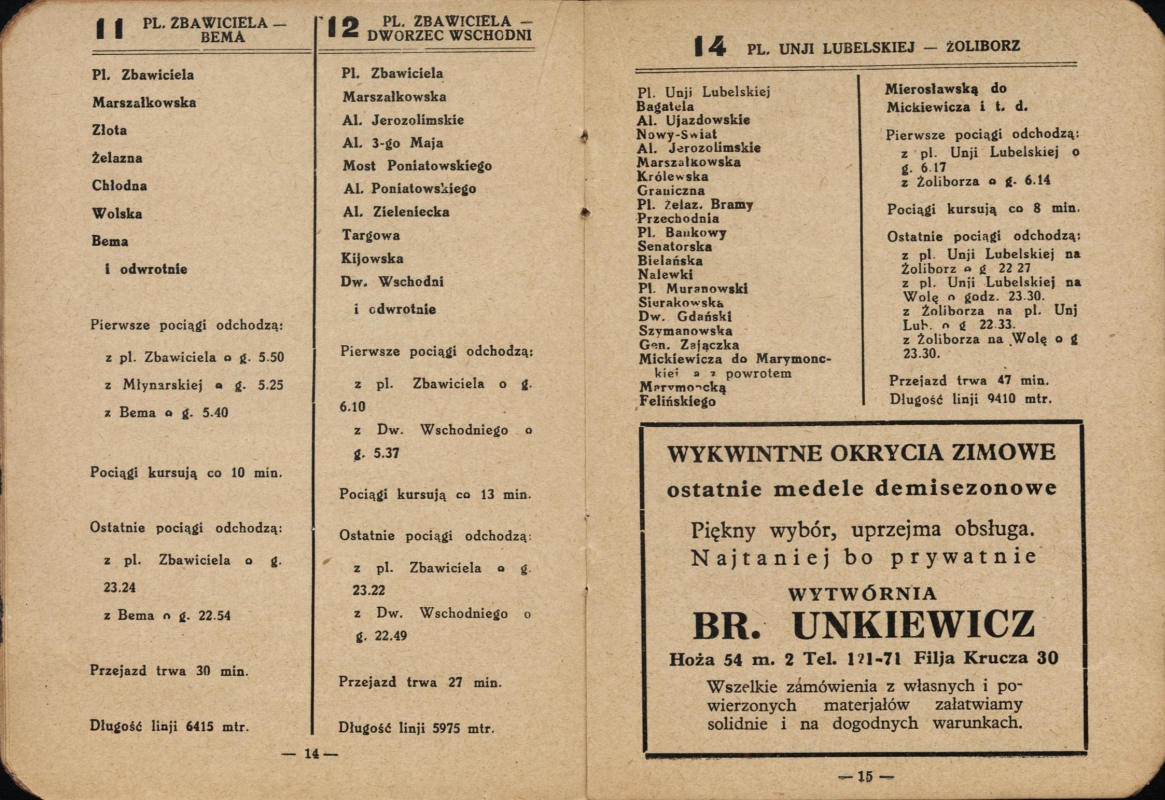 11 PL. ZBAWICIELA —
BEMA
Pl. Zbawiciela
Marszałkowska
Złota
Żelazna
Chłodna
Wolska
Bema
i odwrotnie
Pierwsze pociągi odchodzą:
z pl. Zbawiciela o g. 5.50
z Młynarskiej o g. 5.25
z Bema o g. 5.40
Pociągi kursują co 10 min.
Ostatnie pociągi odchodzą:
z pl. Zbawiciela o g.
23.24
z Bema o g. 22.54
Przejazd trwa 30 min.
Długość linji 6415 mtr.
12 PL. ZBAWICIELA —
DWORZEC WSCHODNI
Pl. Zbawiciela
Marszałkowska
Al. Jerozolimskie
Al. 3-go Maja
Most Poniatowskiego
Al. Poniatowskiego
Al. Zieleniecka
Targowa
Kijowska
Dw. Wschodni
i odwrotnie
Pierwsze pociągi odchodzą:
z pl. Zbawiciela o g.
6.10
z Dw. Wschodniego o
g. 5.37
Pociągi kursują co 13 min.
Ostatnie pociągi odchodzą:
z pl. Zbawiciela o g.
23.22
z Dw. Wschodniego o
g. 22.49
Przejazd trwa 27 min.
Długość linji 5975 mtr.
— 14 —
14 PL. UNJI LUBELSKIEJ — ŻOLIBORZ
Pl. Unji Lubelskiej
Bagatela
Al. Ujazdowskie
Nowy-Swiat
Al. Jerozolimskie
Marszałkowska
Królewska
Graniczna
Pl. Żelaz. Bramy
Przechodnia
Pl. Bankowy
Senatorska
Bielańska
Nalewki
Pl. Muranowski
Sierakowska
Dw. Gdański
Szymanowska
Gen. Zajączka
Mickiewicza do Marymonc-
kiej a z powrotem
Marymoncką
Felińskiego
Mierosławską do
Mickiewicza i t. d.
Pierwsze pociągi odchodzą:
z pl. Unji Lubelskiej o
g. 6.17
z Żoliborza o g. 6.14
Pociągi kursują co 8 min.
Ostatnie pociągi odchodzą:
z pl. Unji Lubelskiej na
Żoliborz o g 22 27
z pl. Unji Lubelskiej na
Wolę o godz. 23.30.
z Żoliborza na pl. Unj
Lub. o g 22.33.
z Żoliborza na Wolę o g
23.30.
Przejazd trwa 47 min.
Długość linji 9410 mtr.
WYKWINTNE OKRYCIA ZIMOWE
ostatnie medele demisezonowe
Piękny wybór, uprzejma obsługa.
Najtaniej bo prywatnie
WYTWÓRNIA
BR. UNKIEWICZ
Hoża 54 m. 2 Tel. Filja Krucza 30
Wszelkie zámówienia z własnych i po-
wierzonych materjałów załatwiamy
solidnie i na dogodnych warunkach.
— 15 —